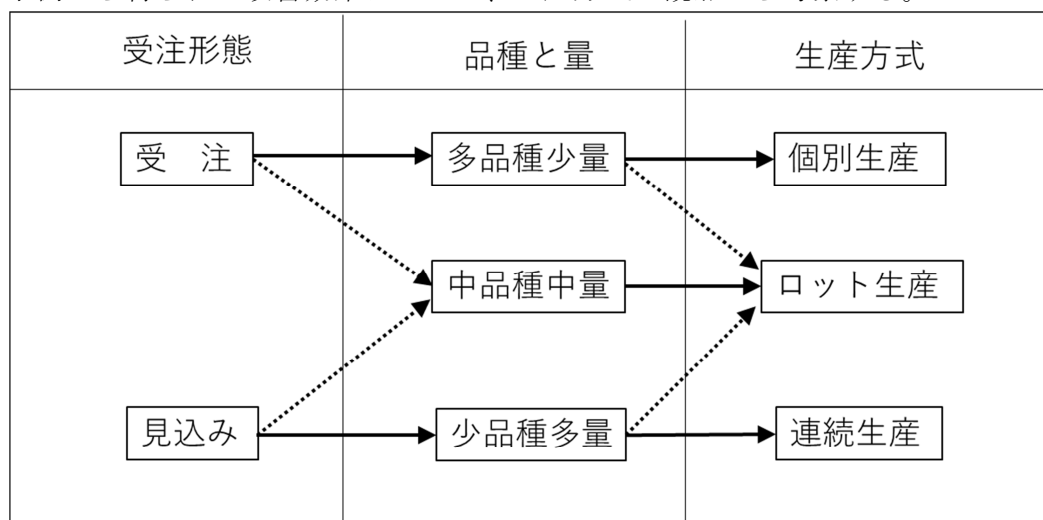 受注形態 品種と量 生産方式
受　注 多品種少量 個別生産
中品種中量 ロット生産
見込み 少品種多量 連続生産